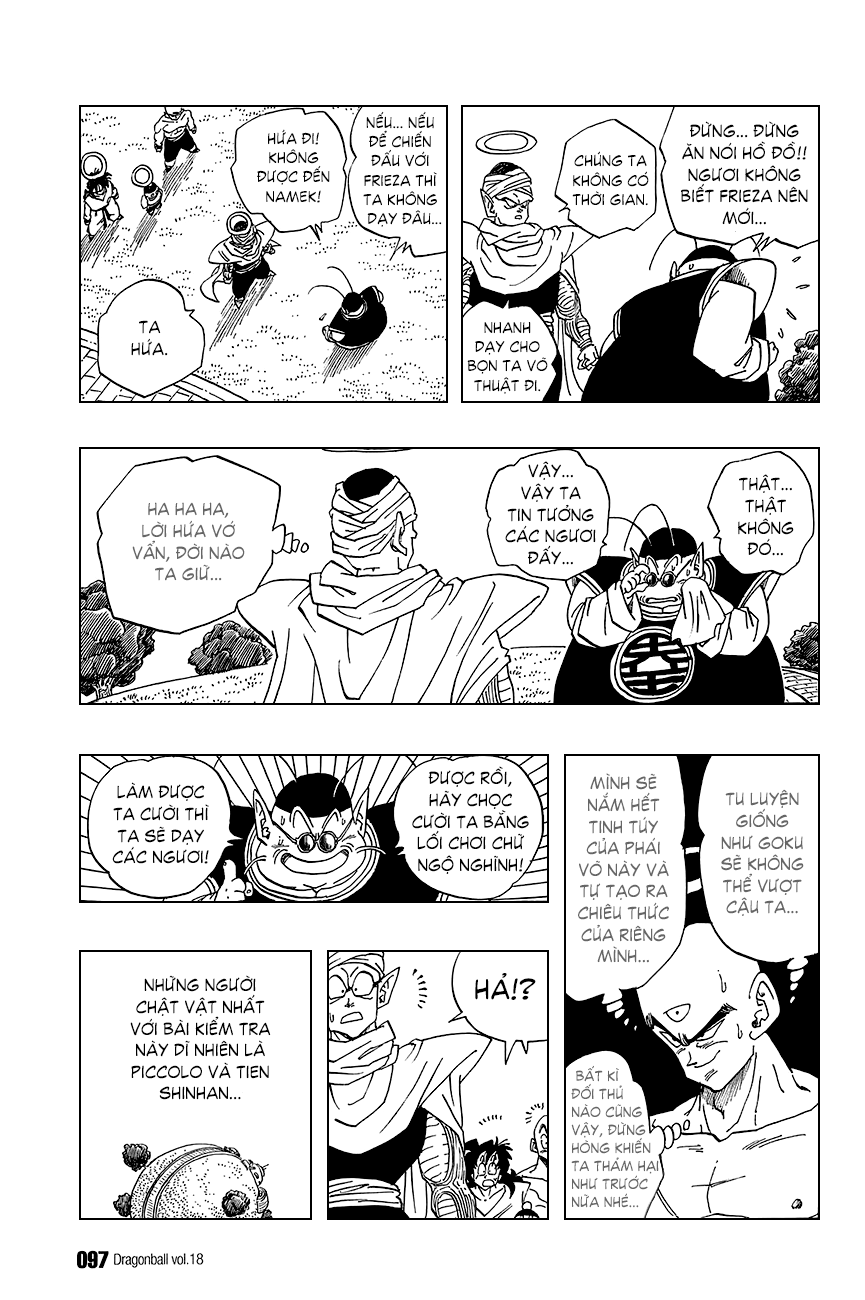 ĐỪNG... ĐỪNG
ĂN NÓI HỒ ĐỒ!!
NGƯƠI KHÔNG
BIẾT FRIEZA NÊN
MỚI...
CHÚNG TA
KHÔNG CÓ
THỜI GIAN.
NHANH
DẠY CHO
BỌN TA VÕ
THUẬT ĐI.
NẾU... NẾU
ĐỂ CHIẾN
ĐẤU VỚI
FRIEZA THÌ
TA KHÔNG
DẠY ĐÂU...
HỨA ĐI!
KHÔNG
ĐƯỢC ĐẾN
NAMEK!
TA
HỨA.
THẬT...
THẬT
KHÔNG
ĐÓ...
VẬY...
VẬY TA
TIN TƯỞNG
CÁC NGƯƠI
ĐẤY...
HA HA HA,
LỜI HỨA VỚ
VẨN, ĐỜI NÀO
TA GIỮ...
TU LUYỆN
GIỐNG
NHƯ GOKU
SẼ KHÔNG
THỂ VƯỢT
CẬU TA...
MÌNH SẼ
NẮM HẾT
TINH TÚY
CỦA PHÁI
VÕ NÀY VÀ
TỰ TẠO RA
CHIÊU THỨC
CỦA RIÊNG
MÌNH...
BẤT KÌ
ĐỐI THỦ
NÀO CŨNG
VẬY, ĐỪNG
HÒNG KHIẾN
TA THẢM HẠI
NHƯ TRƯỚC
NỮA NHÉ...
ĐƯỢC RỒI,
HÃY CHỌC
CƯỜI TA BẰNG
LỐI CHƠI CHỮ
NGỘ NGHĨNH!
LÀM ĐƯỢC
TA CƯỜI THÌ
TA SẼ DẠY
CÁC NGƯƠI!
HẢ!?
NHỮNG NGƯỜI
CHẬT VẬT NHẤT
VỚI BÀI KIỂM TRA
NÀY DĨ NHIÊN LÀ
PICCOLO VÀ TIEN
SHINHAN...
097 Dragonball vol.18